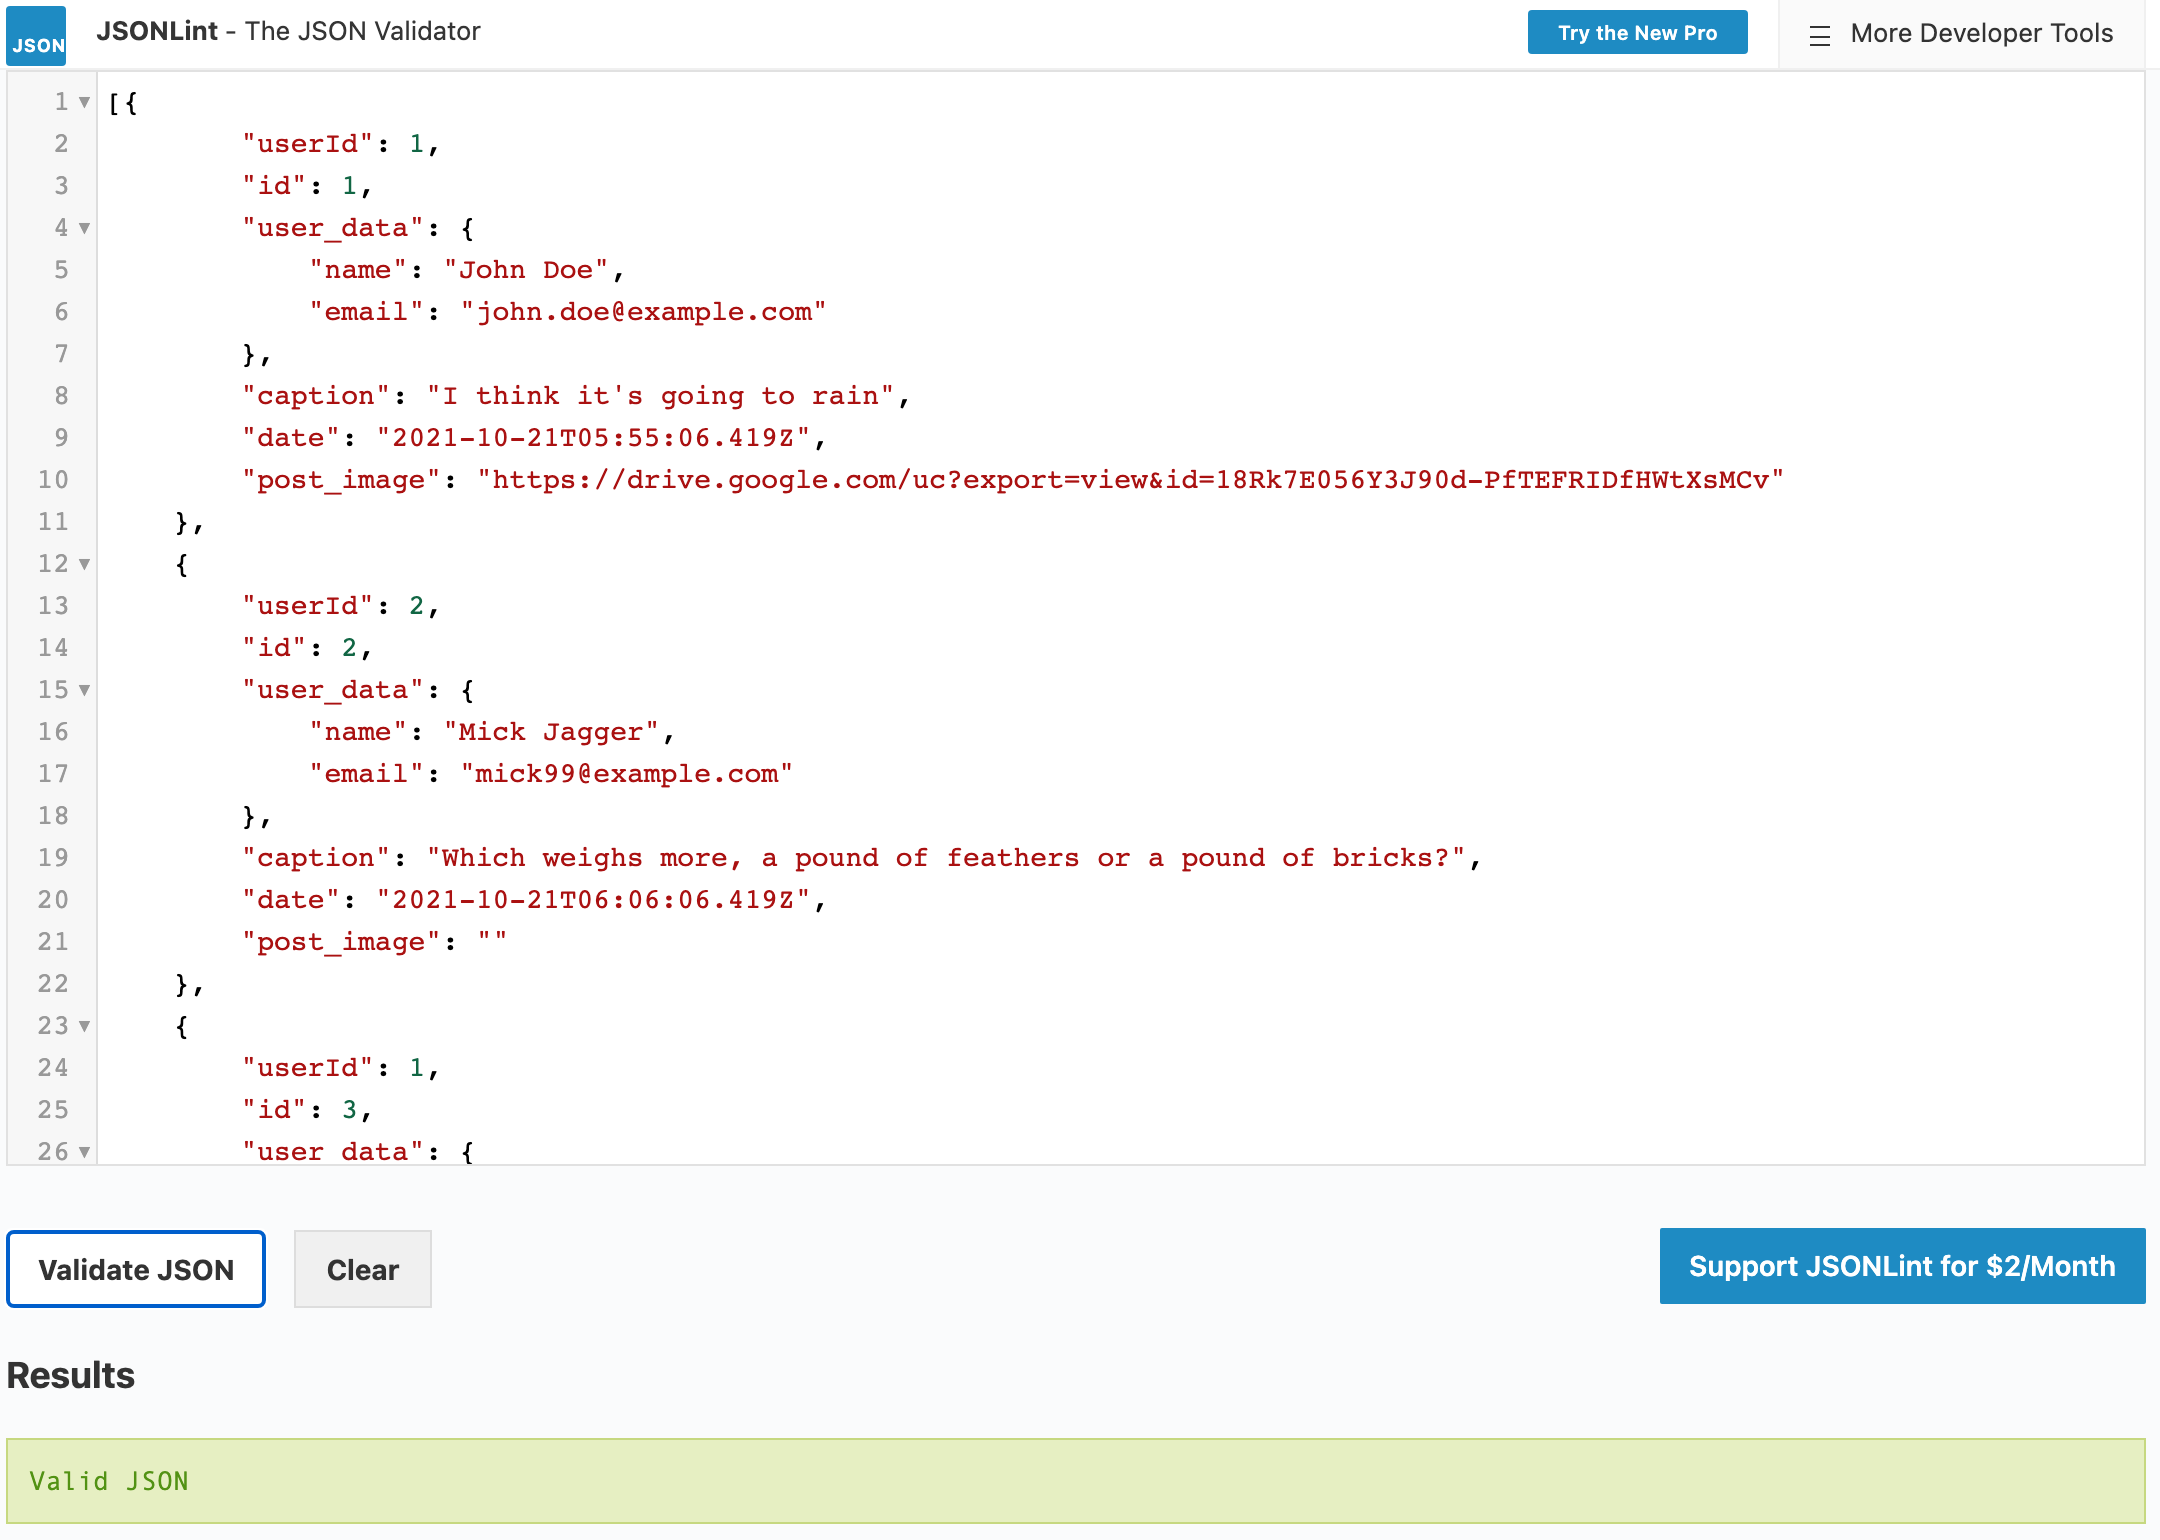 JSON
JSONLint - The JSON Validator
Try the New Pro
More Developer Tools
1 [{
2 "userId": 1,
3 "id": 1,
4 "user_data": {
5 "name": "John Doe",
6 "email": "john.doe@example.com"
7 },
8 "caption": "I think it's going to rain",
9 "date": "2021-10-21T05:55:06.419Z",
10 "post_image": "https://drive.google.com/uc?export=view&id=18Rk7E056Y3J90d-PfTEFRIDfHWtXsMCv"
11 },
12 {
13 "userId": 2,
14 "id": 2,
15 "user_data": {
16 "name": "Mick Jagger",
17 "email": "mick99@example.com"
18 },
19 "caption": "Which weighs more, a pound of feathers or a pound of bricks?",
20 "date": "2021-10-21T06:06:06.419Z",
21 "post_image": ""
22 },
23 {
24 "userId": 1,
25 "id": 3,
26 "user data": {
Validate JSON
Clear
Support JSONLint for $2/Month
Results
Valid JSON